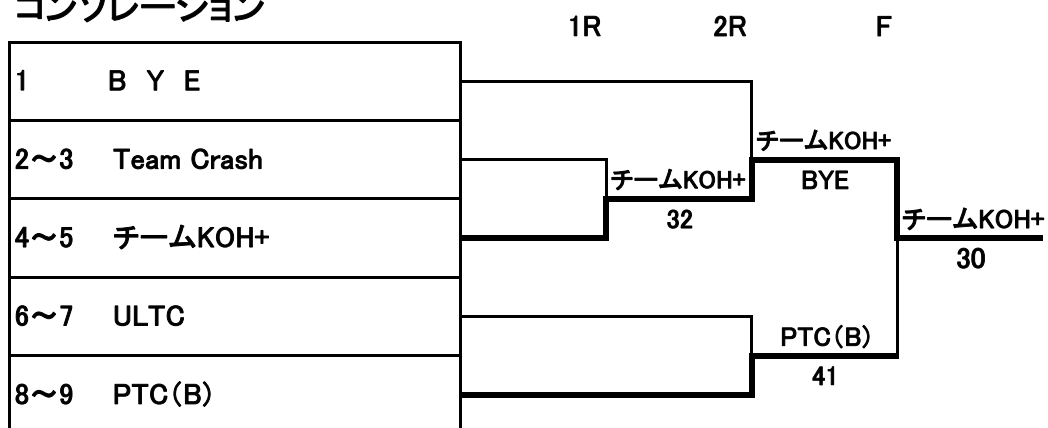 コンソレーション
1R 2R F
1 B Y E
2～3 Team Crash
4～5 チームKOH+
6～7 ULTC
8～9 PTC（B）
チームKOH+
32
チームKOH+
BYE
PTC（B）
41
チームKOH+
30